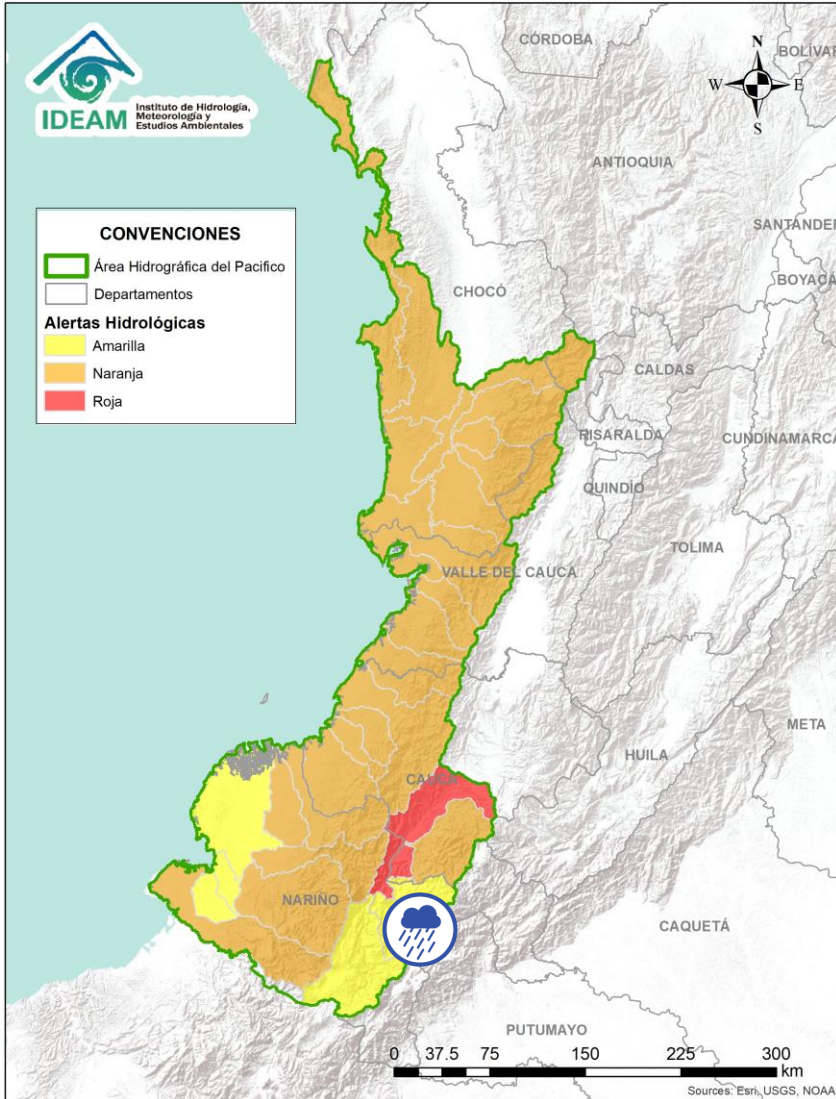 IDEAM
Instituto de Hidrología,
Meteorología y
Estudios Ambientales
CONVENCIONES
Área Hidrográfica del Pacifico
Departamentos
Alertas Hidrológicas
Amarilla
Naranja
Roja
CÓRDOBA
BOLÍVAR
N
W
E
S
ANTIOQUIA
SANTANDER
BOYACÁ
CHOCÓ
CALDAS
RISARALDA
CUNDINAMARCA
QUINDÍO
TOLIMA
VALLE DEL CAUCA
META
HUILA
CAUCA
NARIÑO
CAQUETÁ
PUTUMAYO
0 37.5 75 150 225 300
km
Sources: Esri, USGS, NOAA